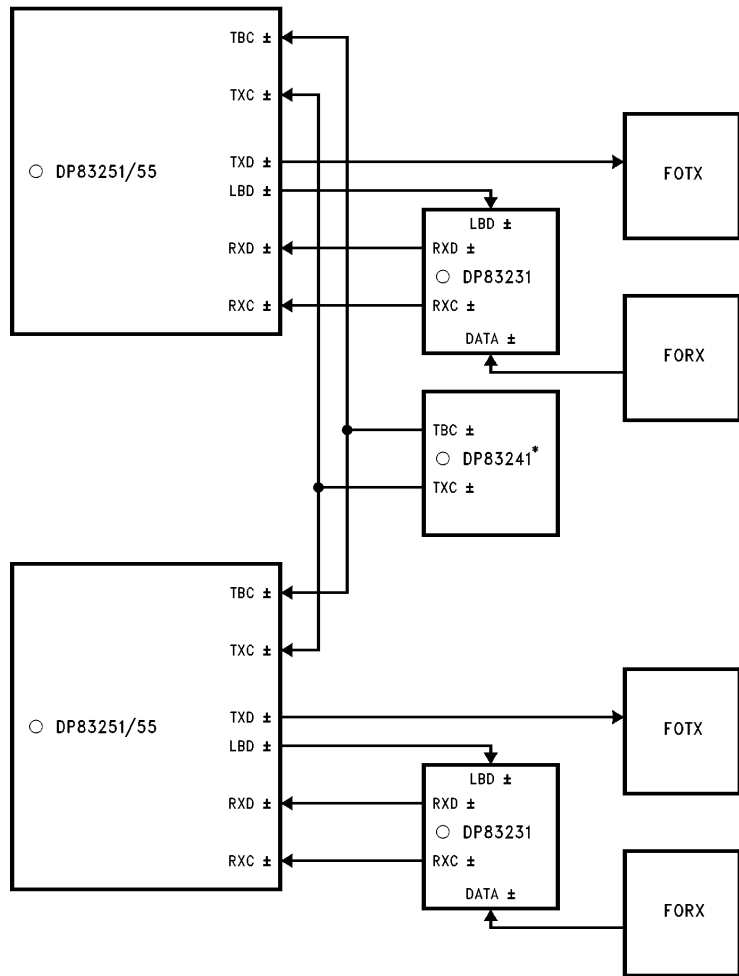 TBC ±
TXC ±
TXD ±
DP83251/55
LBD ±
RXD ±
RXC ±
FOTX
LBD ±
RXD ±
DP83231
RXC ±
DATA ±
FORX
TBC ±
DP83241*
TXC ±
TBC ±
TXC ±
TXD ±
DP83251/55
LBD ±
RXD ±
RXC ±
FOTX
LBD ±
RXD ±
DP83231
RXC ±
DATA ±
FORX